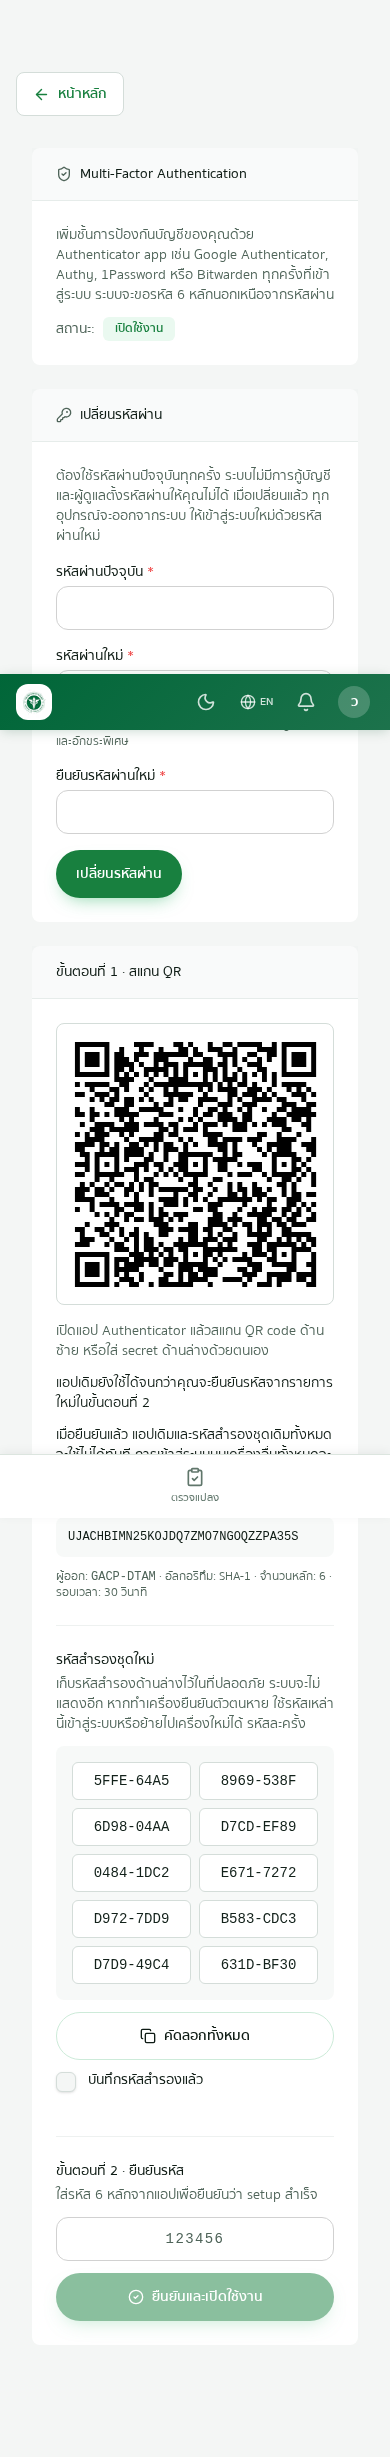 หน้าหลัก
Multi-Factor Authentication
เพิ่มชั้นการป้องกันบัญชีของคุณด้วย
Authenticator app เช่น Google Authenticator,
Authy, 1Password หรือ Bitwarden ทุกครั้งที่เข้า
สู่ระบบ ระบบจะขอรหัส 6 หลักนอกเหนือจากรหัสผ่าน
สถานะ: เปิดใช้งาน
เปลี่ยนรหัสผ่าน
ต้องใช้รหัสผ่านปัจจุบันทุกครั้ง ระบบไม่มีการกู้บัญชี
และผู้ดูแลตั้งรหัสผ่านให้คุณไม่ได้ เมื่อเปลี่ยนแล้ว ทุก
อุปกรณ์จะออกจากระบบ ให้เข้าสู่ระบบใหม่ด้วยรหัส
ผ่านใหม่
รหัสผ่านปัจจุบัน *
รหัสผ่านใหม่ *
EN
ว
และอักขระพิเศษ
ยืนยันรหัสผ่านใหม่ *
เปลี่ยนรหัสผ่าน
ขั้นตอนที่ 1 · สแกน QR
เปิดแอป Authenticator แล้วสแกน QR code ด้าน
ซ้าย หรือใส่ secret ด้านล่างด้วยตนเอง
แอปเดิมยังใช้ได้จนกว่าคุณจะยืนยันรหัสจากรายการ
ใหม่ในขั้นตอนที่ 2
เมื่อยืนยันแล้ว แอปเดิมและรหัสสำรองชุดเดิมทั้งหมด
ตรวจแปลง
UJACHBIMN25KOJDQ7ZMO7NGOQZZPA35S
ผู้ออก: GACP-DTAM · อัลกอริทึม: SHA-1 · จำนวนหลัก: 6 ·
รอบเวลา: 30 วินาที
รหัสสำรองชุดใหม่
เก็บรหัสสำรองด้านล่างไว้ในที่ปลอดภัย ระบบจะไม่
แสดงอีก หากทำเครื่องยืนยันตัวตนหาย ใช้รหัสเหล่า
นี้เข้าสู่ระบบหรือย้ายไปเครื่องใหม่ได้ รหัสละครั้ง
5FFE-64A5 8969-538F
6D98-04AA D7CD-EF89
0484-1DC2 E671-7272
D972-7DD9 B583-CDC3
D7D9-49C4 631D-BF30
คัดลอกทั้งหมด
บันทึกรหัสสำรองแล้ว
ขั้นตอนที่ 2 · ยืนยันรหัส
ใส่รหัส 6 หลักจากแอปเพื่อยืนยันว่า setup สำเร็จ
123456
ยืนยันและเปิดใช้งาน